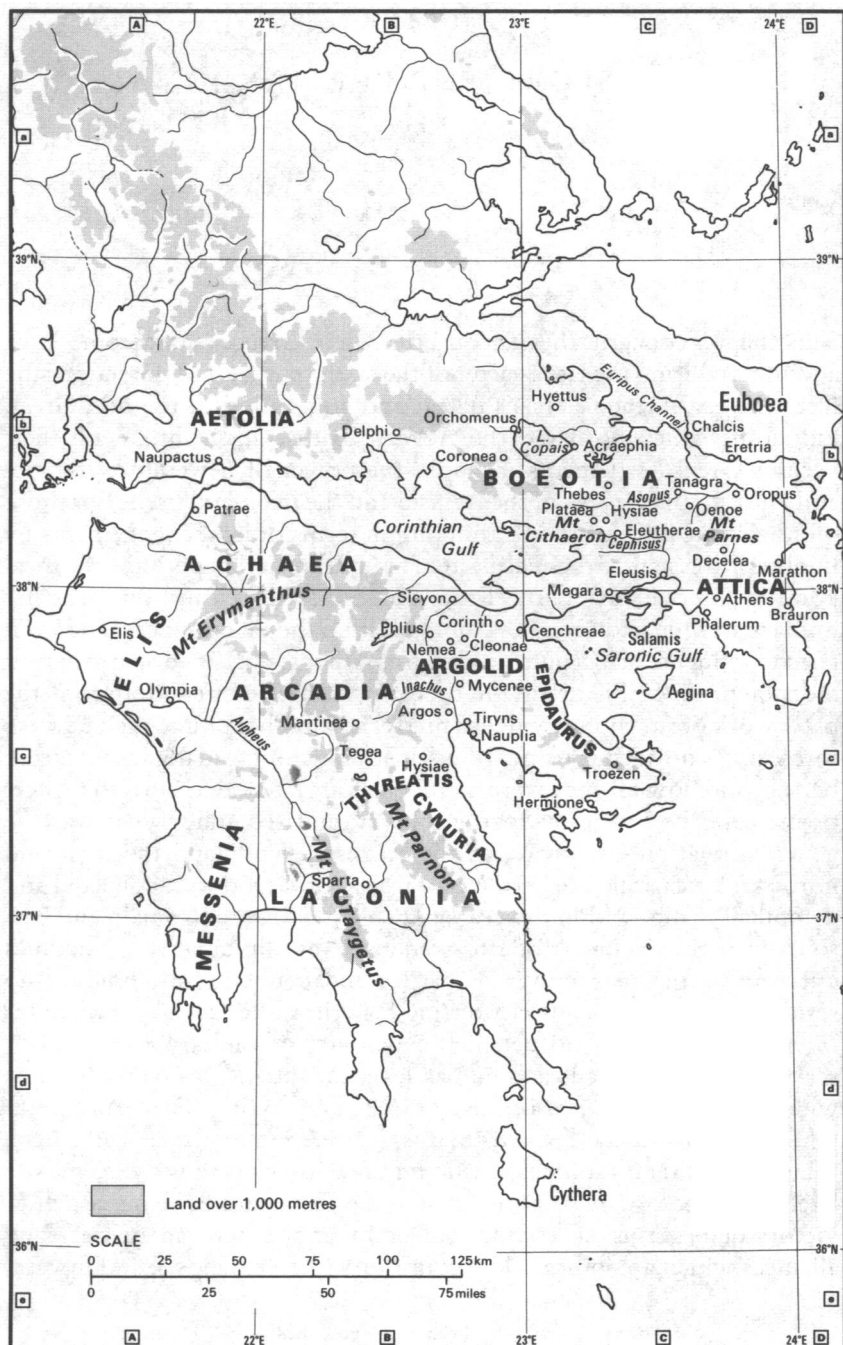 A
22°E
B
23°E
C
24°E
D
a
a
39°N
39°N
AETOLIA
Naupactus
Delphi
Orchomenus
Hyettus
Euripus Channel
Euboea
Chalcis
Eretria
L. Copais
Acraephia
Coronea
b
b
BOEOTIA
Thebes
Tanagra
Asopus
Oropus
Plataea
Hysiae
Oenoe
Mt Cithaeron
Eleutherae
Mt Parnes
Cephisus
Decelea
Marathon
Patrae
Corinthian Gulf
ACHAEA
38°N
38°N
Eleusis
Megara
ATTICA
Athens
Brauron
Phalerum
Salamis
Saronic Gulf
Aegina
Sicyon
Mt Erymanthus
Elis
ELIS
Phlius
Corinth
Nemea
Cleonae
Cenchreae
ARGOLID
Olympia
ARCADIA
Inachus
Mycenae
Argos
EPIDAURUS
Mantinea
Tiryns
Nauplia
Alpheus
c
c
Tegea
Hysiae
Troezen
THYREATIS
Hermione
CYNURIA
Mt Parnon
MESSENIA
Mt Taygetus
Sparta
LACONIA
37°N
37°N
d
d
Cythera
Land over 1,000 metres
SCALE
0 25 50 75 100 125 km
0 25 50 75 miles
36°N
36°N
e
e
A
22°E
B
23°E
C
24°E
D